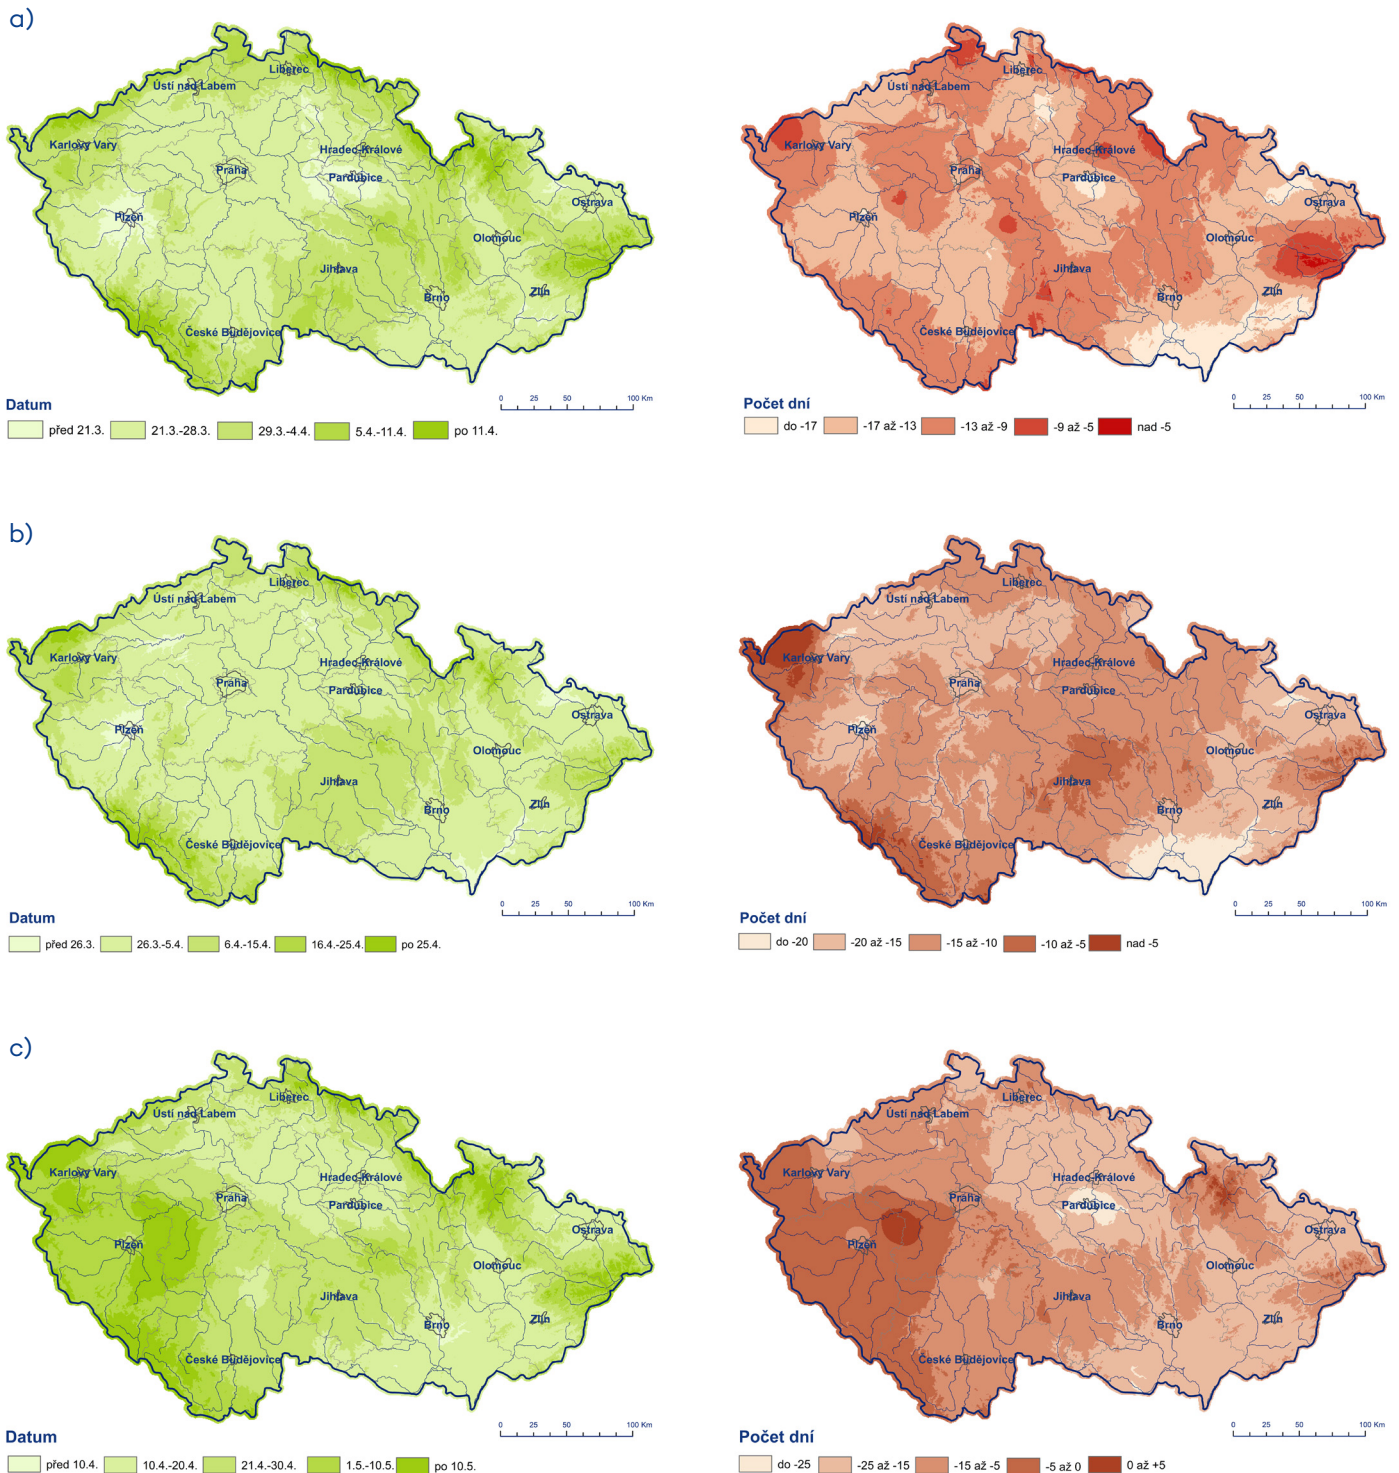 a)
Liberec
Ústí nad Labem
Karlovy Vary
Hradec-Králové
Praha
Pardubice
Plzeň
Ostrava
Olomouc
Jihlava
Brno
Zlín
České Budějovice
Datum
0 25 50 100 Km
před 21.3. 21.3.-28.3. 29.3.-4.4. 5.4.-11.4. po 11.4.
Liberec
Ústí nad Labem
Karlovy Vary
Hradec-Králové
Praha
Pardubice
Plzeň
Ostrava
Olomouc
Jihlava
Brno
Zlín
České Budějovice
Počet dní
0 25 50 100 Km
do -17 -17 až -13 -13 až -9 -9 až -5 nad -5
b)
Liberec
Ústí nad Labem
Karlovy Vary
Hradec-Králové
Praha
Pardubice
Plzeň
Ostrava
Olomouc
Jihlava
Brno
Zlín
České Budějovice
Datum
0 25 50 100 Km
před 26.3. 26.3.-5.4. 6.4.-15.4. 16.4.-25.4. po 25.4.
Liberec
Ústí nad Labem
Karlovy Vary
Hradec-Králové
Praha
Pardubice
Plzeň
Ostrava
Olomouc
Jihlava
Brno
Zlín
České Budějovice
Počet dní
0 25 50 100 Km
do -20 -20 až -15 -15 až -10 -10 až -5 nad -5
c)
Liberec
Ústí nad Labem
Karlovy Vary
Hradec-Králové
Praha
Pardubice
Plzeň
Ostrava
Olomouc
Jihlava
Brno
Zlín
České Budějovice
Datum
0 25 50 100 Km
před 10.4. 10.4.-20.4. 21.4.-30.4. 1.5.-10.5. po 10.5.
Liberec
Ústí nad Labem
Karlovy Vary
Hradec-Králové
Praha
Pardubice
Plzeň
Ostrava
Olomouc
Jihlava
Brno
Zlín
České Budějovice
Počet dní
0 25 50 100 Km
do -25 -25 až -15 -15 až -5 -5 až 0 0 až +5